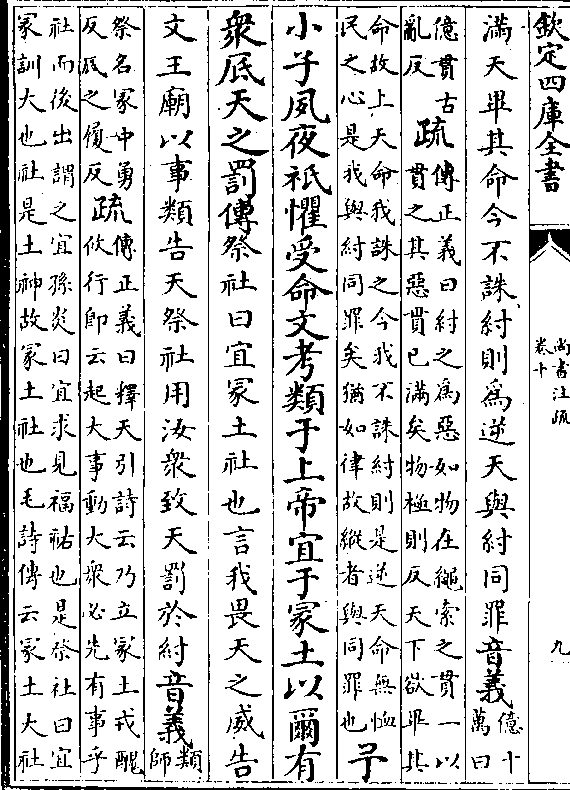 欽定四庫全書
尚書注疏
卷十
九
滿天畢其命今不誅紂則為逆天與紂同罪音義億十
萬曰
億貫古
亂反疏傳正義曰紂之為惡如物在繩索之貫一以
貫之其惡貫已滿矣物極則反天下欲畢其
命故上天命我誅之今我不誅紂則是逆天命無恤
民之心是我與紂同罪矣猶如律故縱者與同罪也予
小子夙夜祗懼受命文考類于上帝宜于冢土以爾有
衆厎天之罰傳祭社曰宜冢土社也言我畏天之威告
文王廟以事類告天祭社用汝衆致天罰於紂音義類
師
祭名冢中勇
反厎之履反疏傳正義曰釋天引詩云乃立冢土戎醜
攸行即云起大事動大衆必先有事乎
社而後出謂之宜孫炎曰宜求見福祐也是祭社曰宜
冢訓大也社是土神故冢土社也毛詩傳云冢土大社